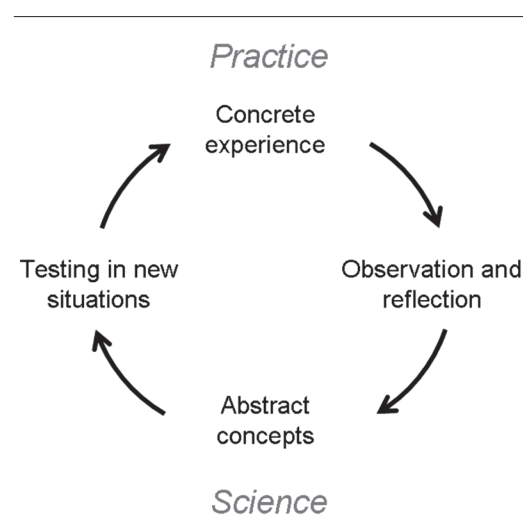 Practice
Concrete
experience
Testing in new
situations
Observation and
reflection
Abstract
concepts
Science